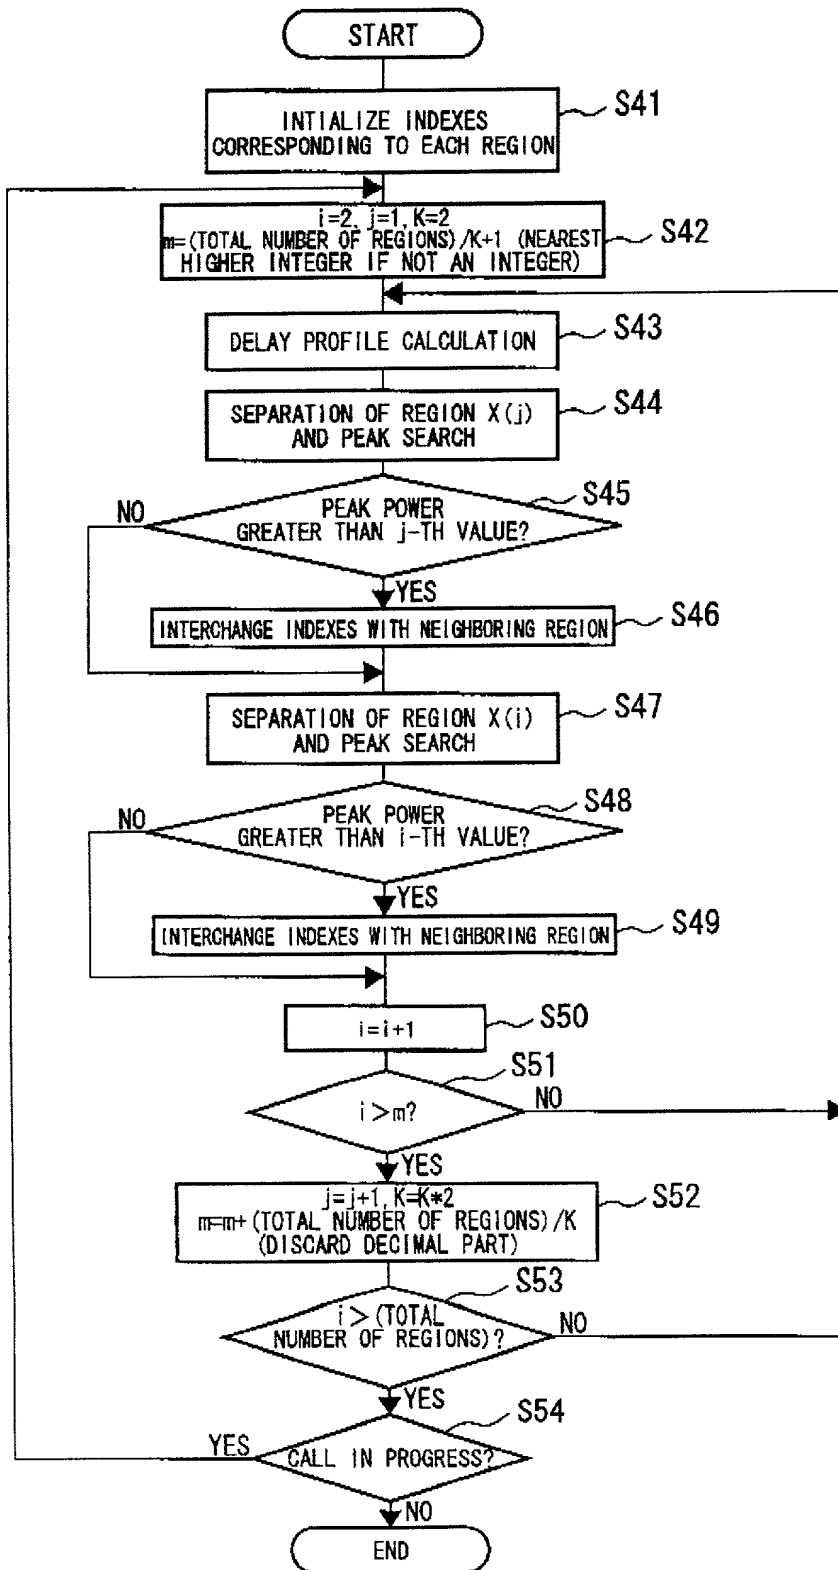 START
INTIALIZE INDEXES
CORRESPONDING TO EACH REGION
S41
i=2, j=1, K=2
m=(TOTAL NUMBER OF REGIONS)/K+1 (NEAREST
HIGHER INTEGER IF NOT AN INTEGER)
S42
DELAY PROFILE CALCULATION
S43
SEPARATION OF REGION X(j)
AND PEAK SEARCH
S44
PEAK POWER
GREATER THAN j-TH VALUE?
S45
NO
YES
INTERCHANGE INDEXES WITH NEIGHBORING REGION
S46
SEPARATION OF REGION X(i)
AND PEAK SEARCH
S47
PEAK POWER
GREATER THAN i-TH VALUE?
S48
NO
YES
INTERCHANGE INDEXES WITH NEIGHBORING REGION
S49
i=i+1
S50
i>m?
S51
NO
YES
j=j+1, K=K*2
m=m+(TOTAL NUMBER OF REGIONS)/K
(DISCARD DECIMAL PART)
S52
i>(TOTAL
NUMBER OF REGIONS)?
S53
NO
YES
CALL IN PROGRESS?
S54
YES
NO
END